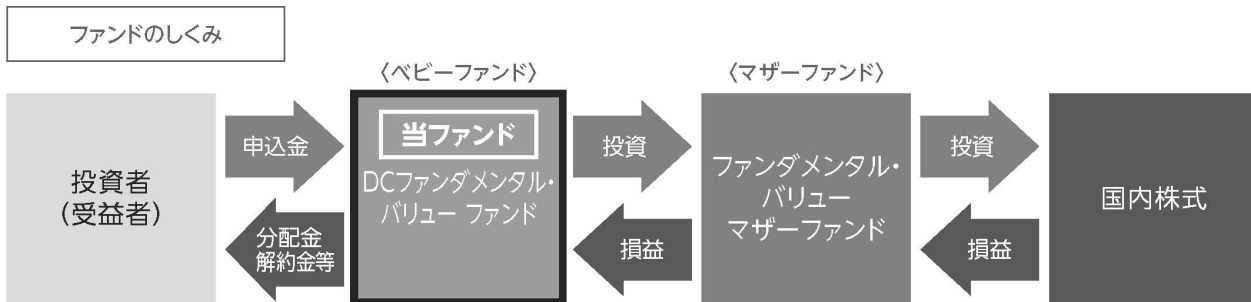 ファンドのしくみ
〈ベビーファンド〉
〈マザーファンド〉
投資者
(受益者)
申込金
分配金
解約金等
当ファンド
DCファンダメンタル・
バリュー ファンド
投資
損益
ファンダメンタル・
バリュー
マザーファンド
投資
損益
国内株式